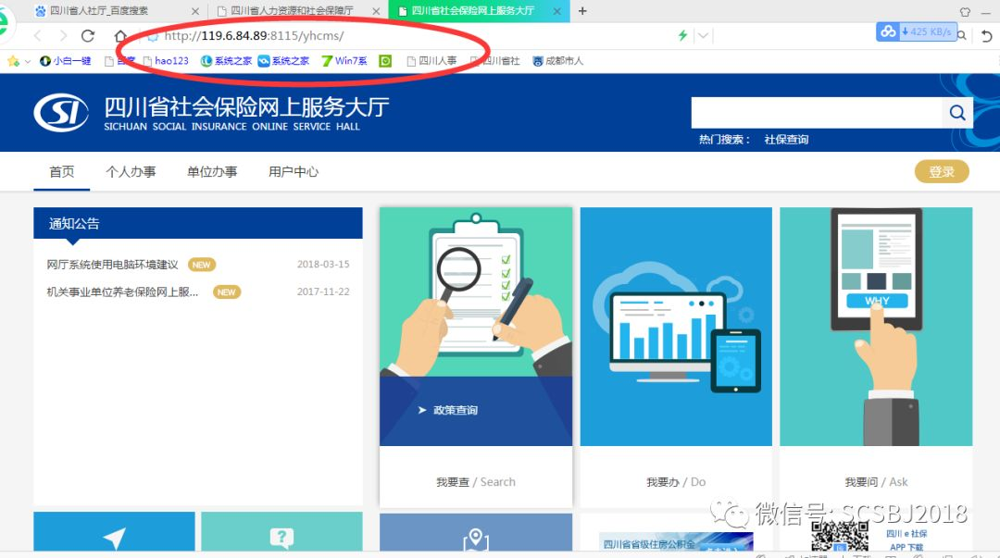 四川省人社厅_百度搜索
四川省人力资源和社会保障厅
四川省社会保险网上服务大厅
http://119.6.84.89:8115/yhcms/
425 KB/s
小白一键
百度
hao123
系统之家
系统之家
Win7系
四川人事
四川省社
成都市人
SI
四川省社会保险网上服务大厅
SICHUAN SOCIAL INSURANCE ONLINE SERVICE HALL
热门搜索： 社保查询
首页
个人办事
单位办事
用户中心
登录
通知公告
网厅系统使用电脑环境建议 NEW 2018-03-15
机关事业单位养老保险网上服... NEW 2017-11-22
➤ 政策查询
WHY
我要查 / Search
我要办 / Do
我要问 / Ask
微信号: SCSBJ2018
四川省省级住房公积金
点击进入
四川 e 社保
APP 下载